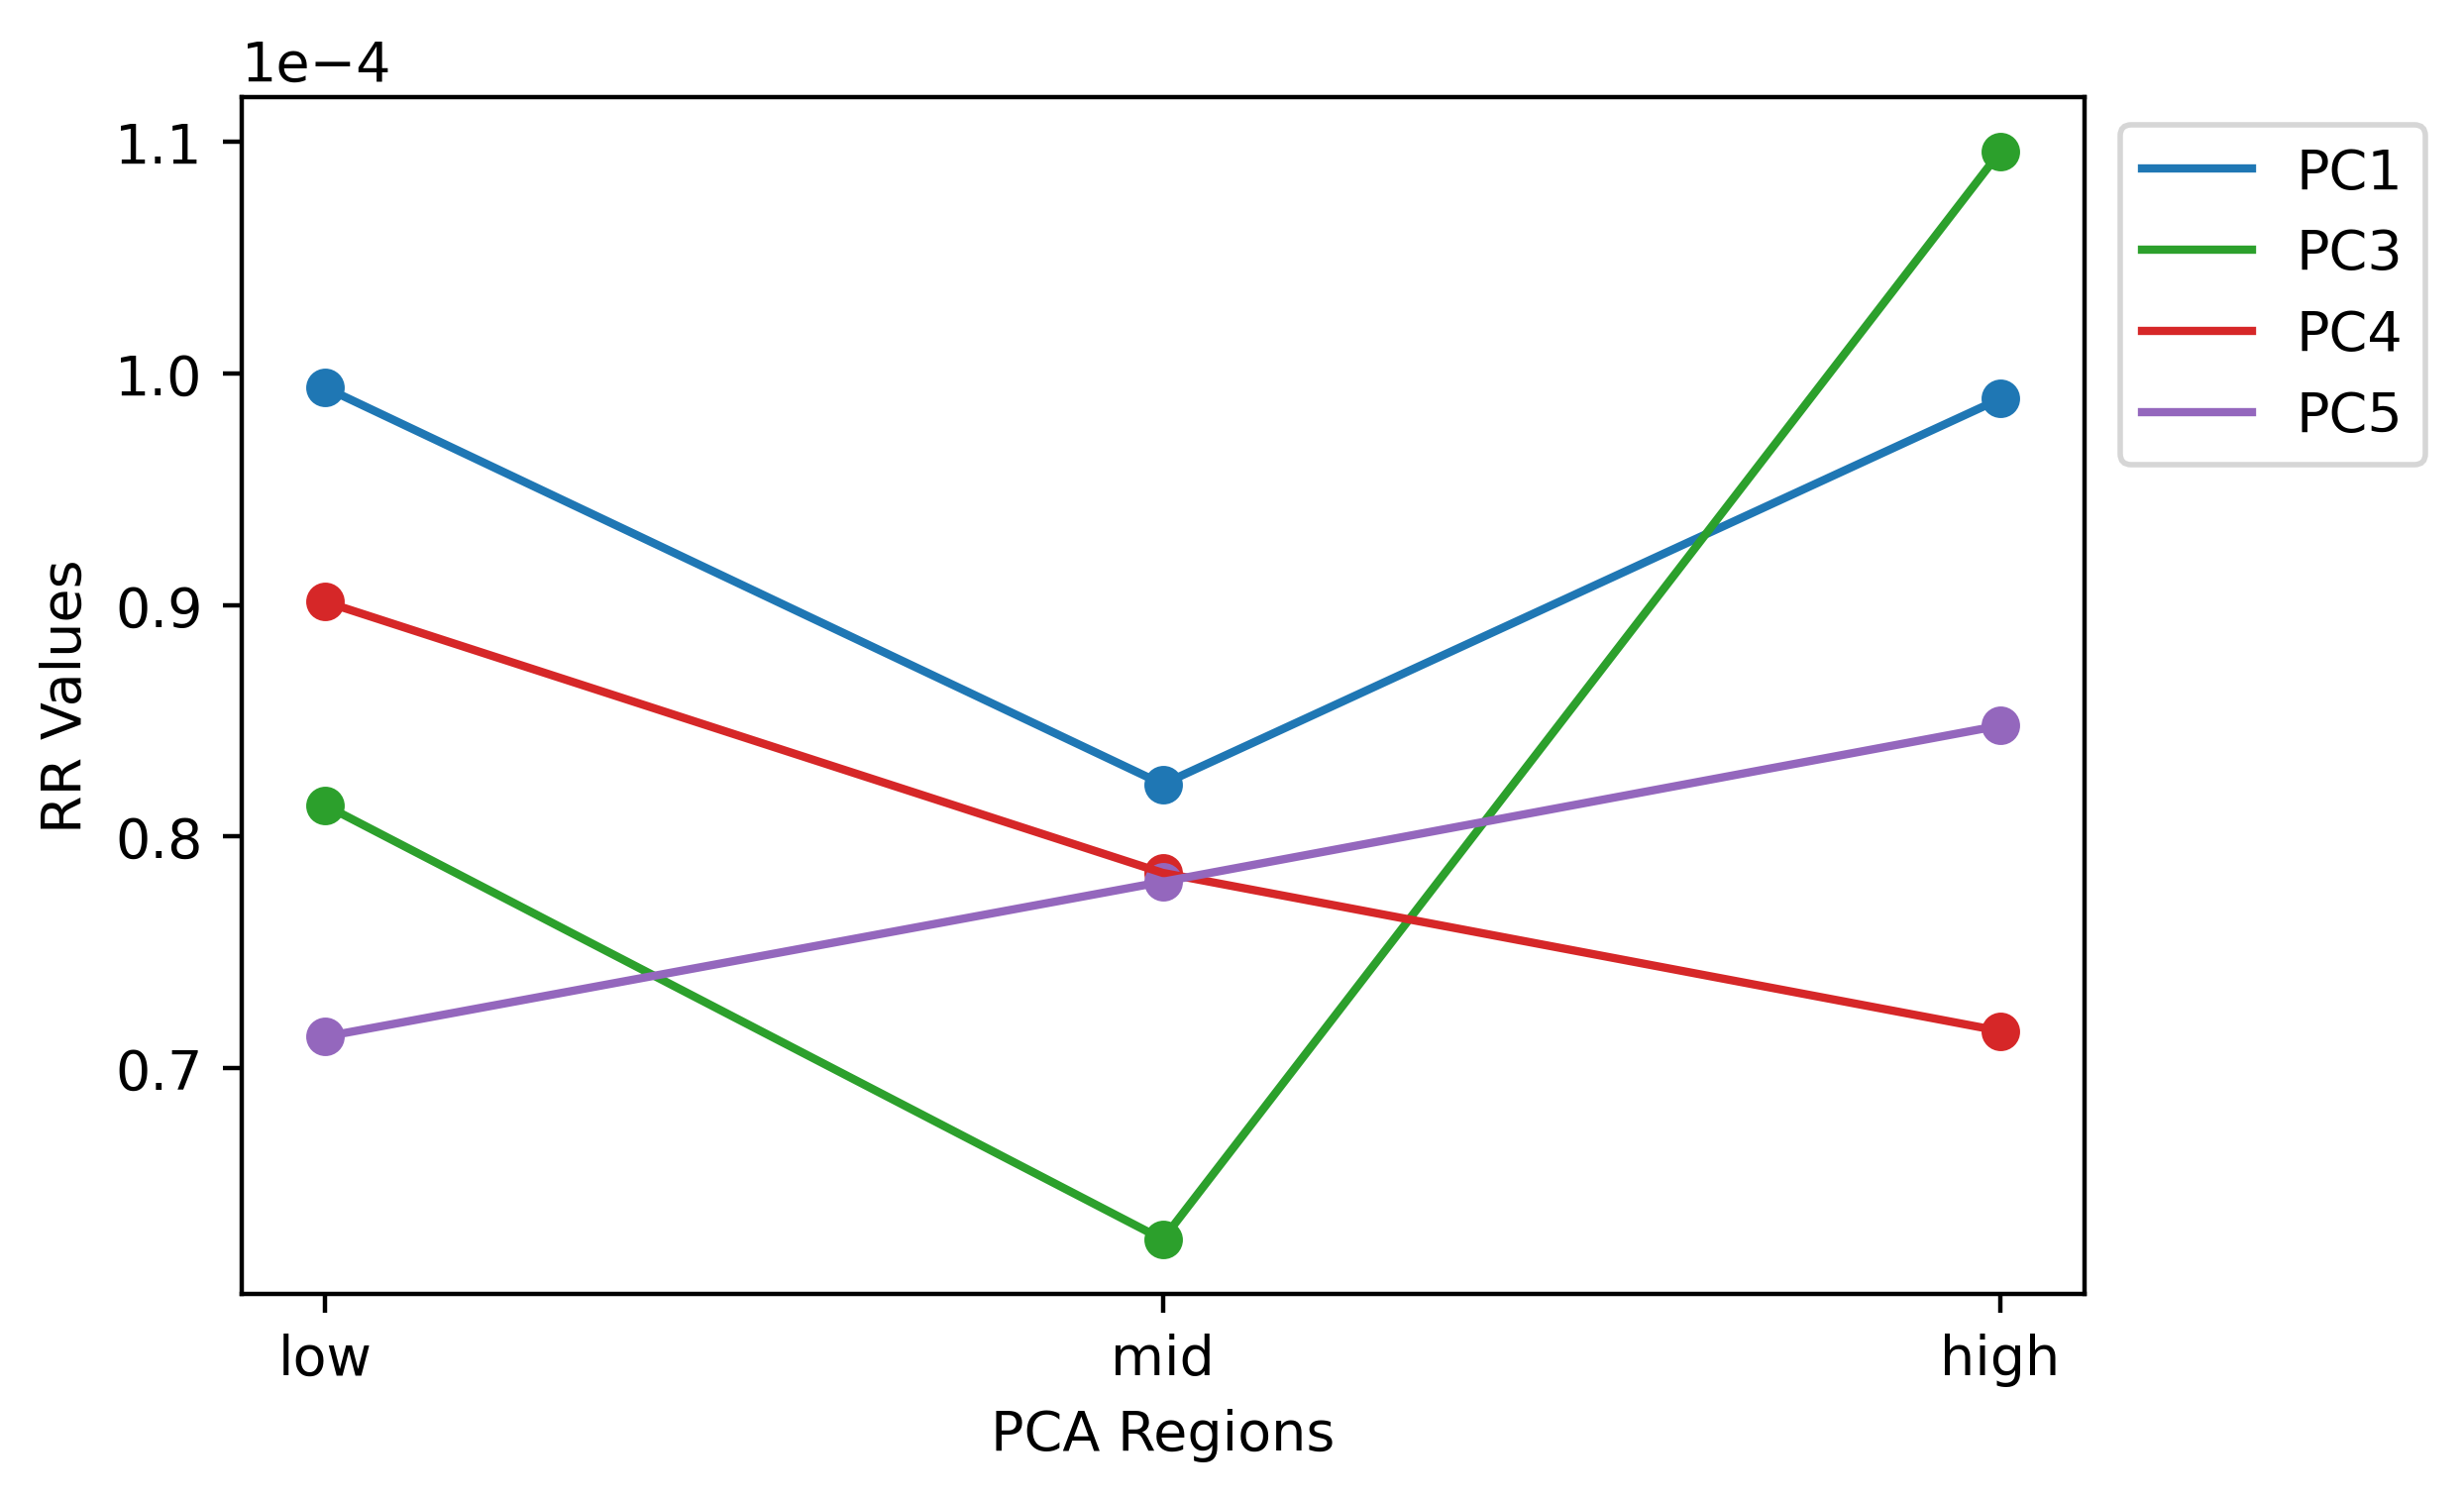 1e−4
1.1
1.0
0.9
0.8
0.7
RR Values
low
mid
high
PCA Regions
PC1
PC3
PC4
PC5